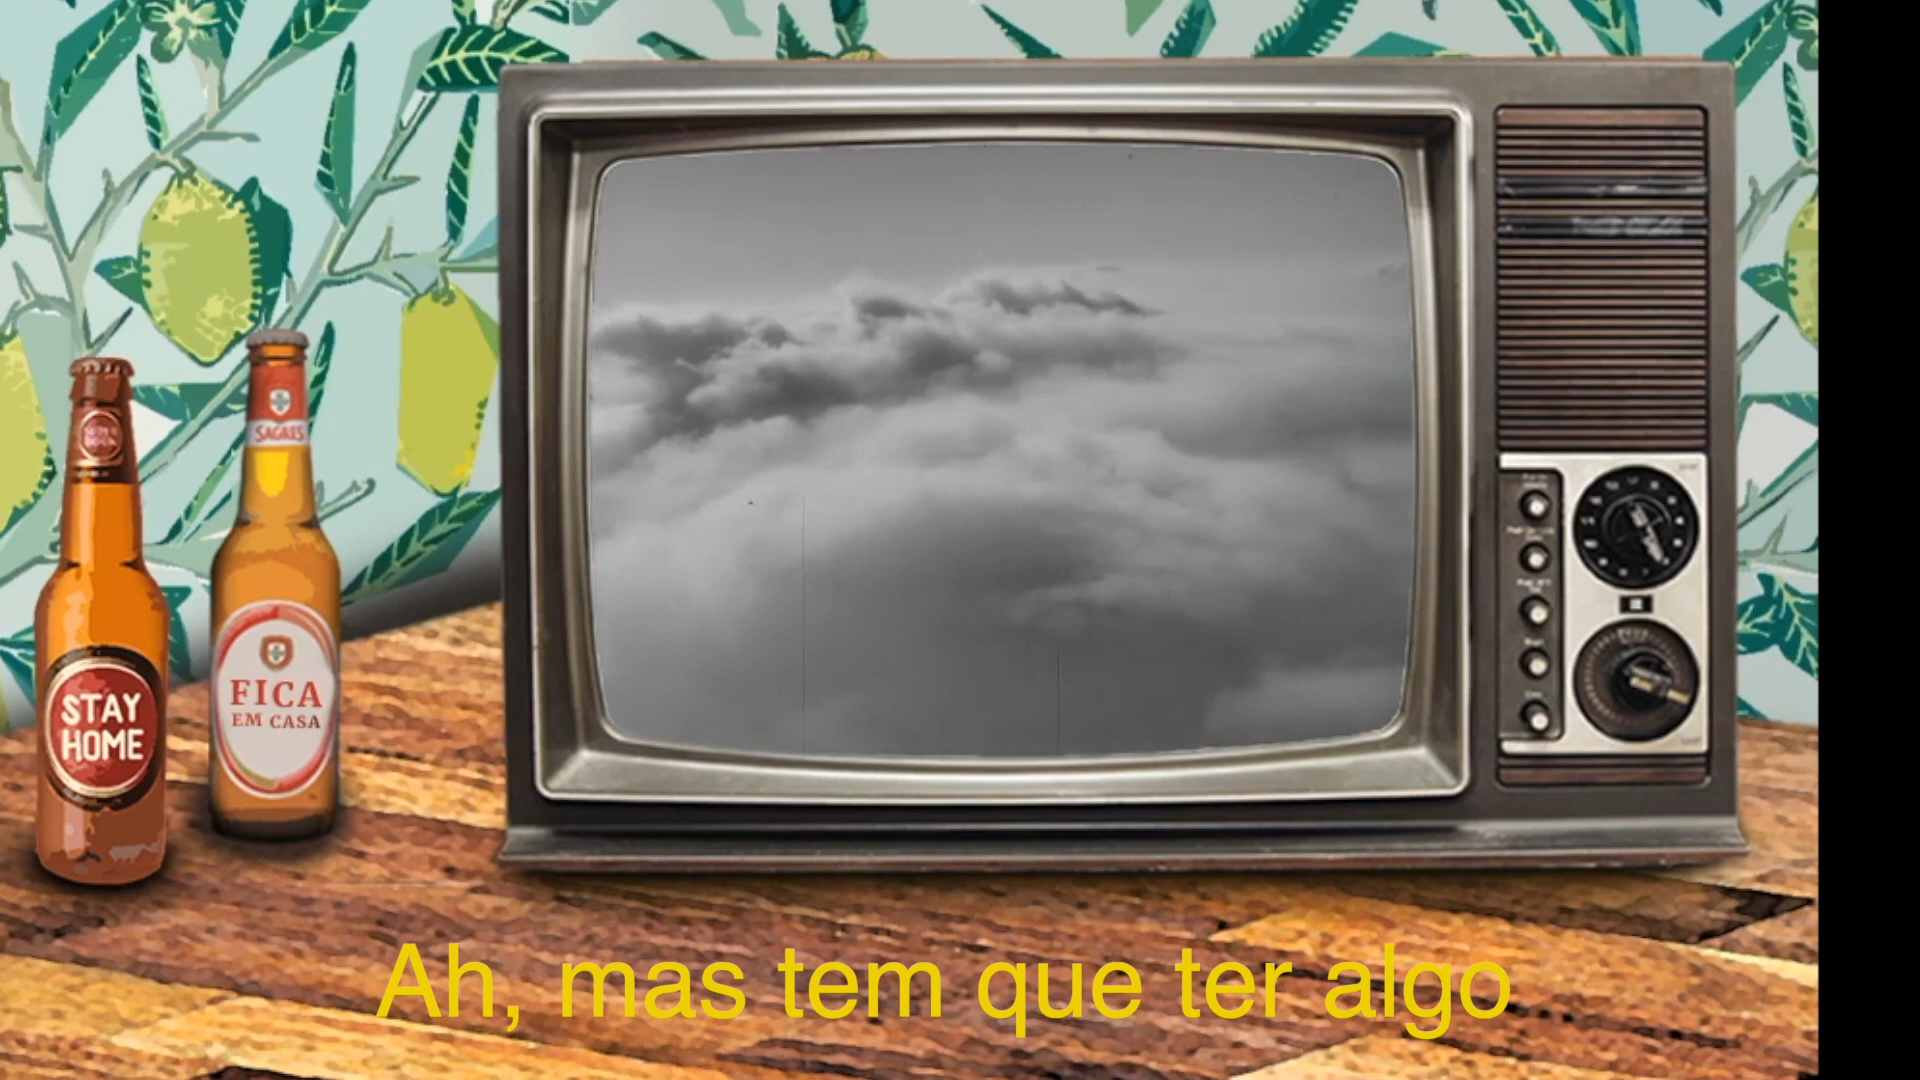 SAGRES
STAY
HOME
FICA
EM CASA
Ah, mas tem que ter algo